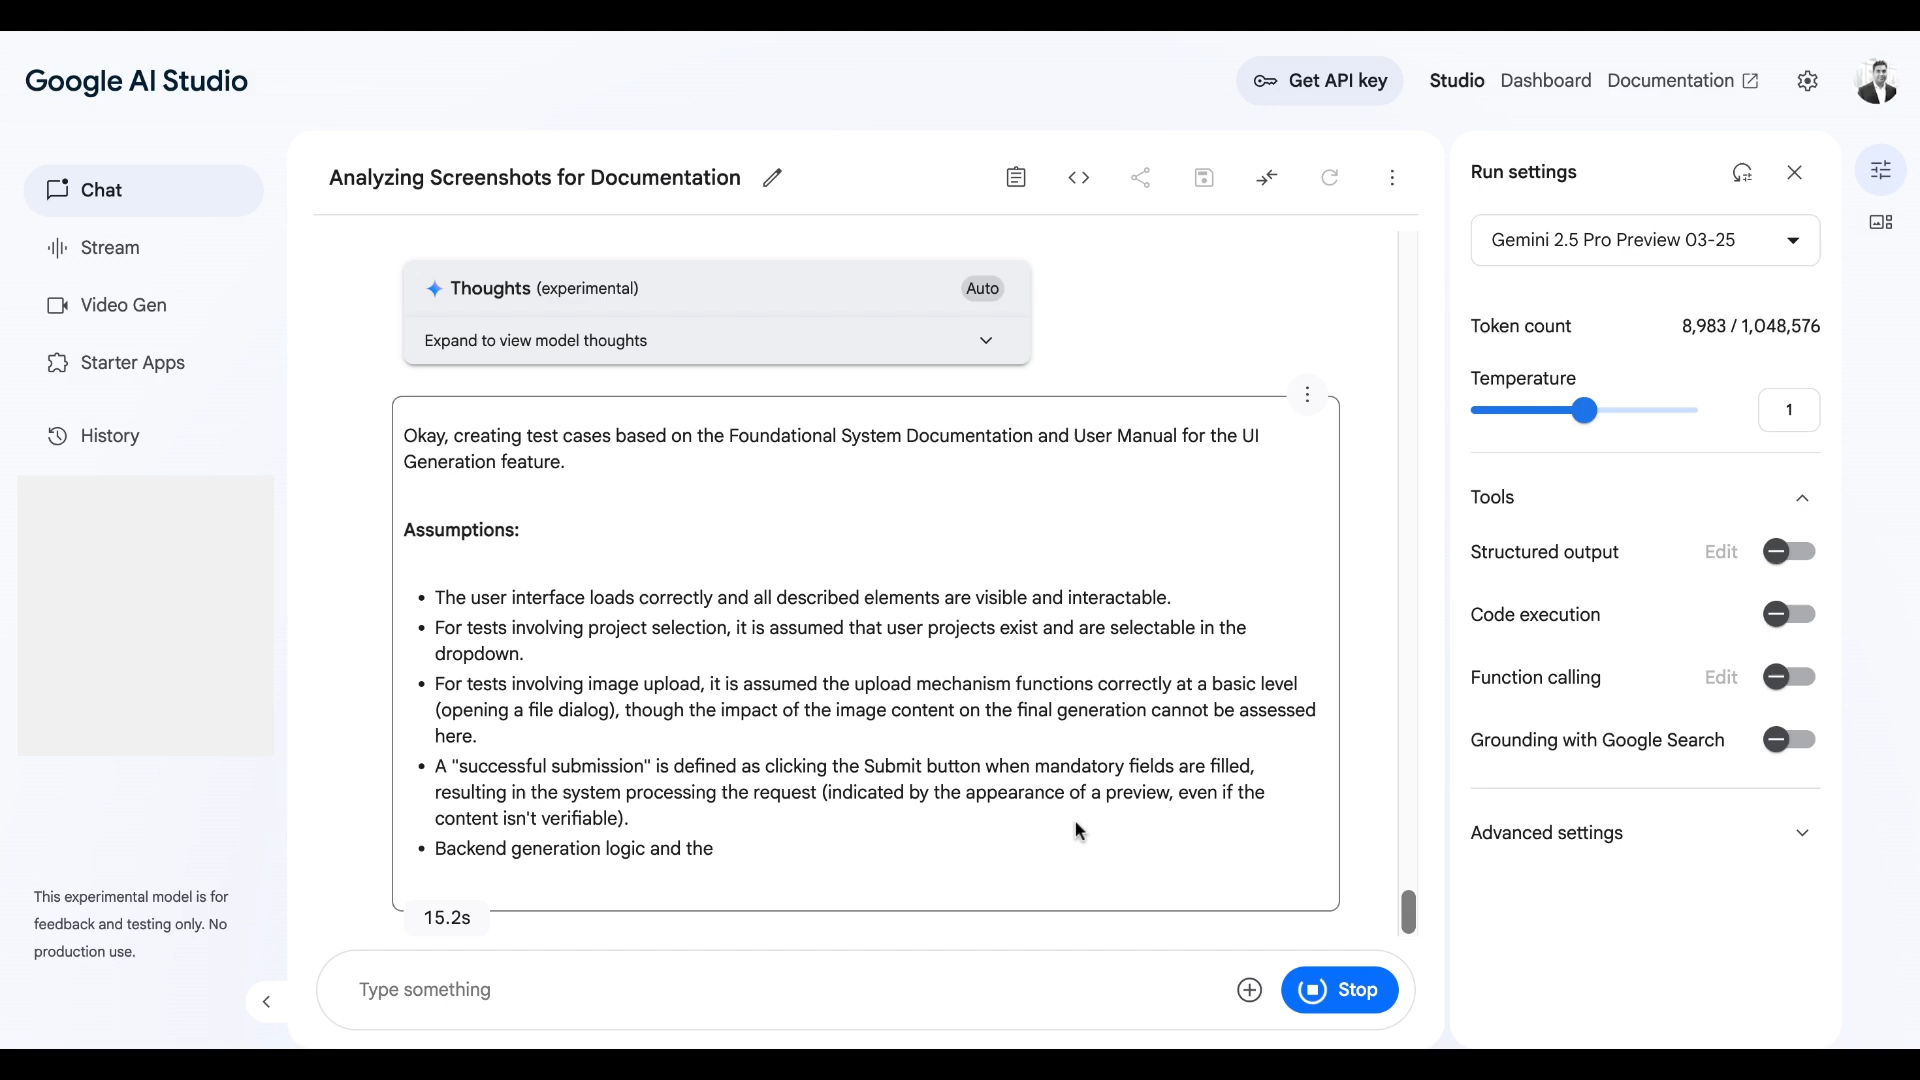 Google AI Studio
Get API key
Studio
Dashboard
Documentation
Chat
Stream
Video Gen
Starter Apps
History
This experimental model is for
feedback and testing only. No
production use.
Analyzing Screenshots for Documentation
Thoughts (experimental)
Auto
Expand to view model thoughts
Okay, creating test cases based on the Foundational System Documentation and User Manual for the UI
Generation feature.
Assumptions:
• The user interface loads correctly and all described elements are visible and interactable.
• For tests involving project selection, it is assumed that user projects exist and are selectable in the
dropdown.
• For tests involving image upload, it is assumed the upload mechanism functions correctly at a basic level
(opening a file dialog), though the impact of the image content on the final generation cannot be assessed
here.
• A "successful submission" is defined as clicking the Submit button when mandatory fields are filled,
resulting in the system processing the request (indicated by the appearance of a preview, even if the
content isn't verifiable).
• Backend generation logic and the
15.2s
Type something
Stop
Run settings
Gemini 2.5 Pro Preview 03-25
Token count 8,983 / 1,048,576
Temperature
1
Tools
Structured output Edit
Code execution
Function calling Edit
Grounding with Google Search
Advanced settings